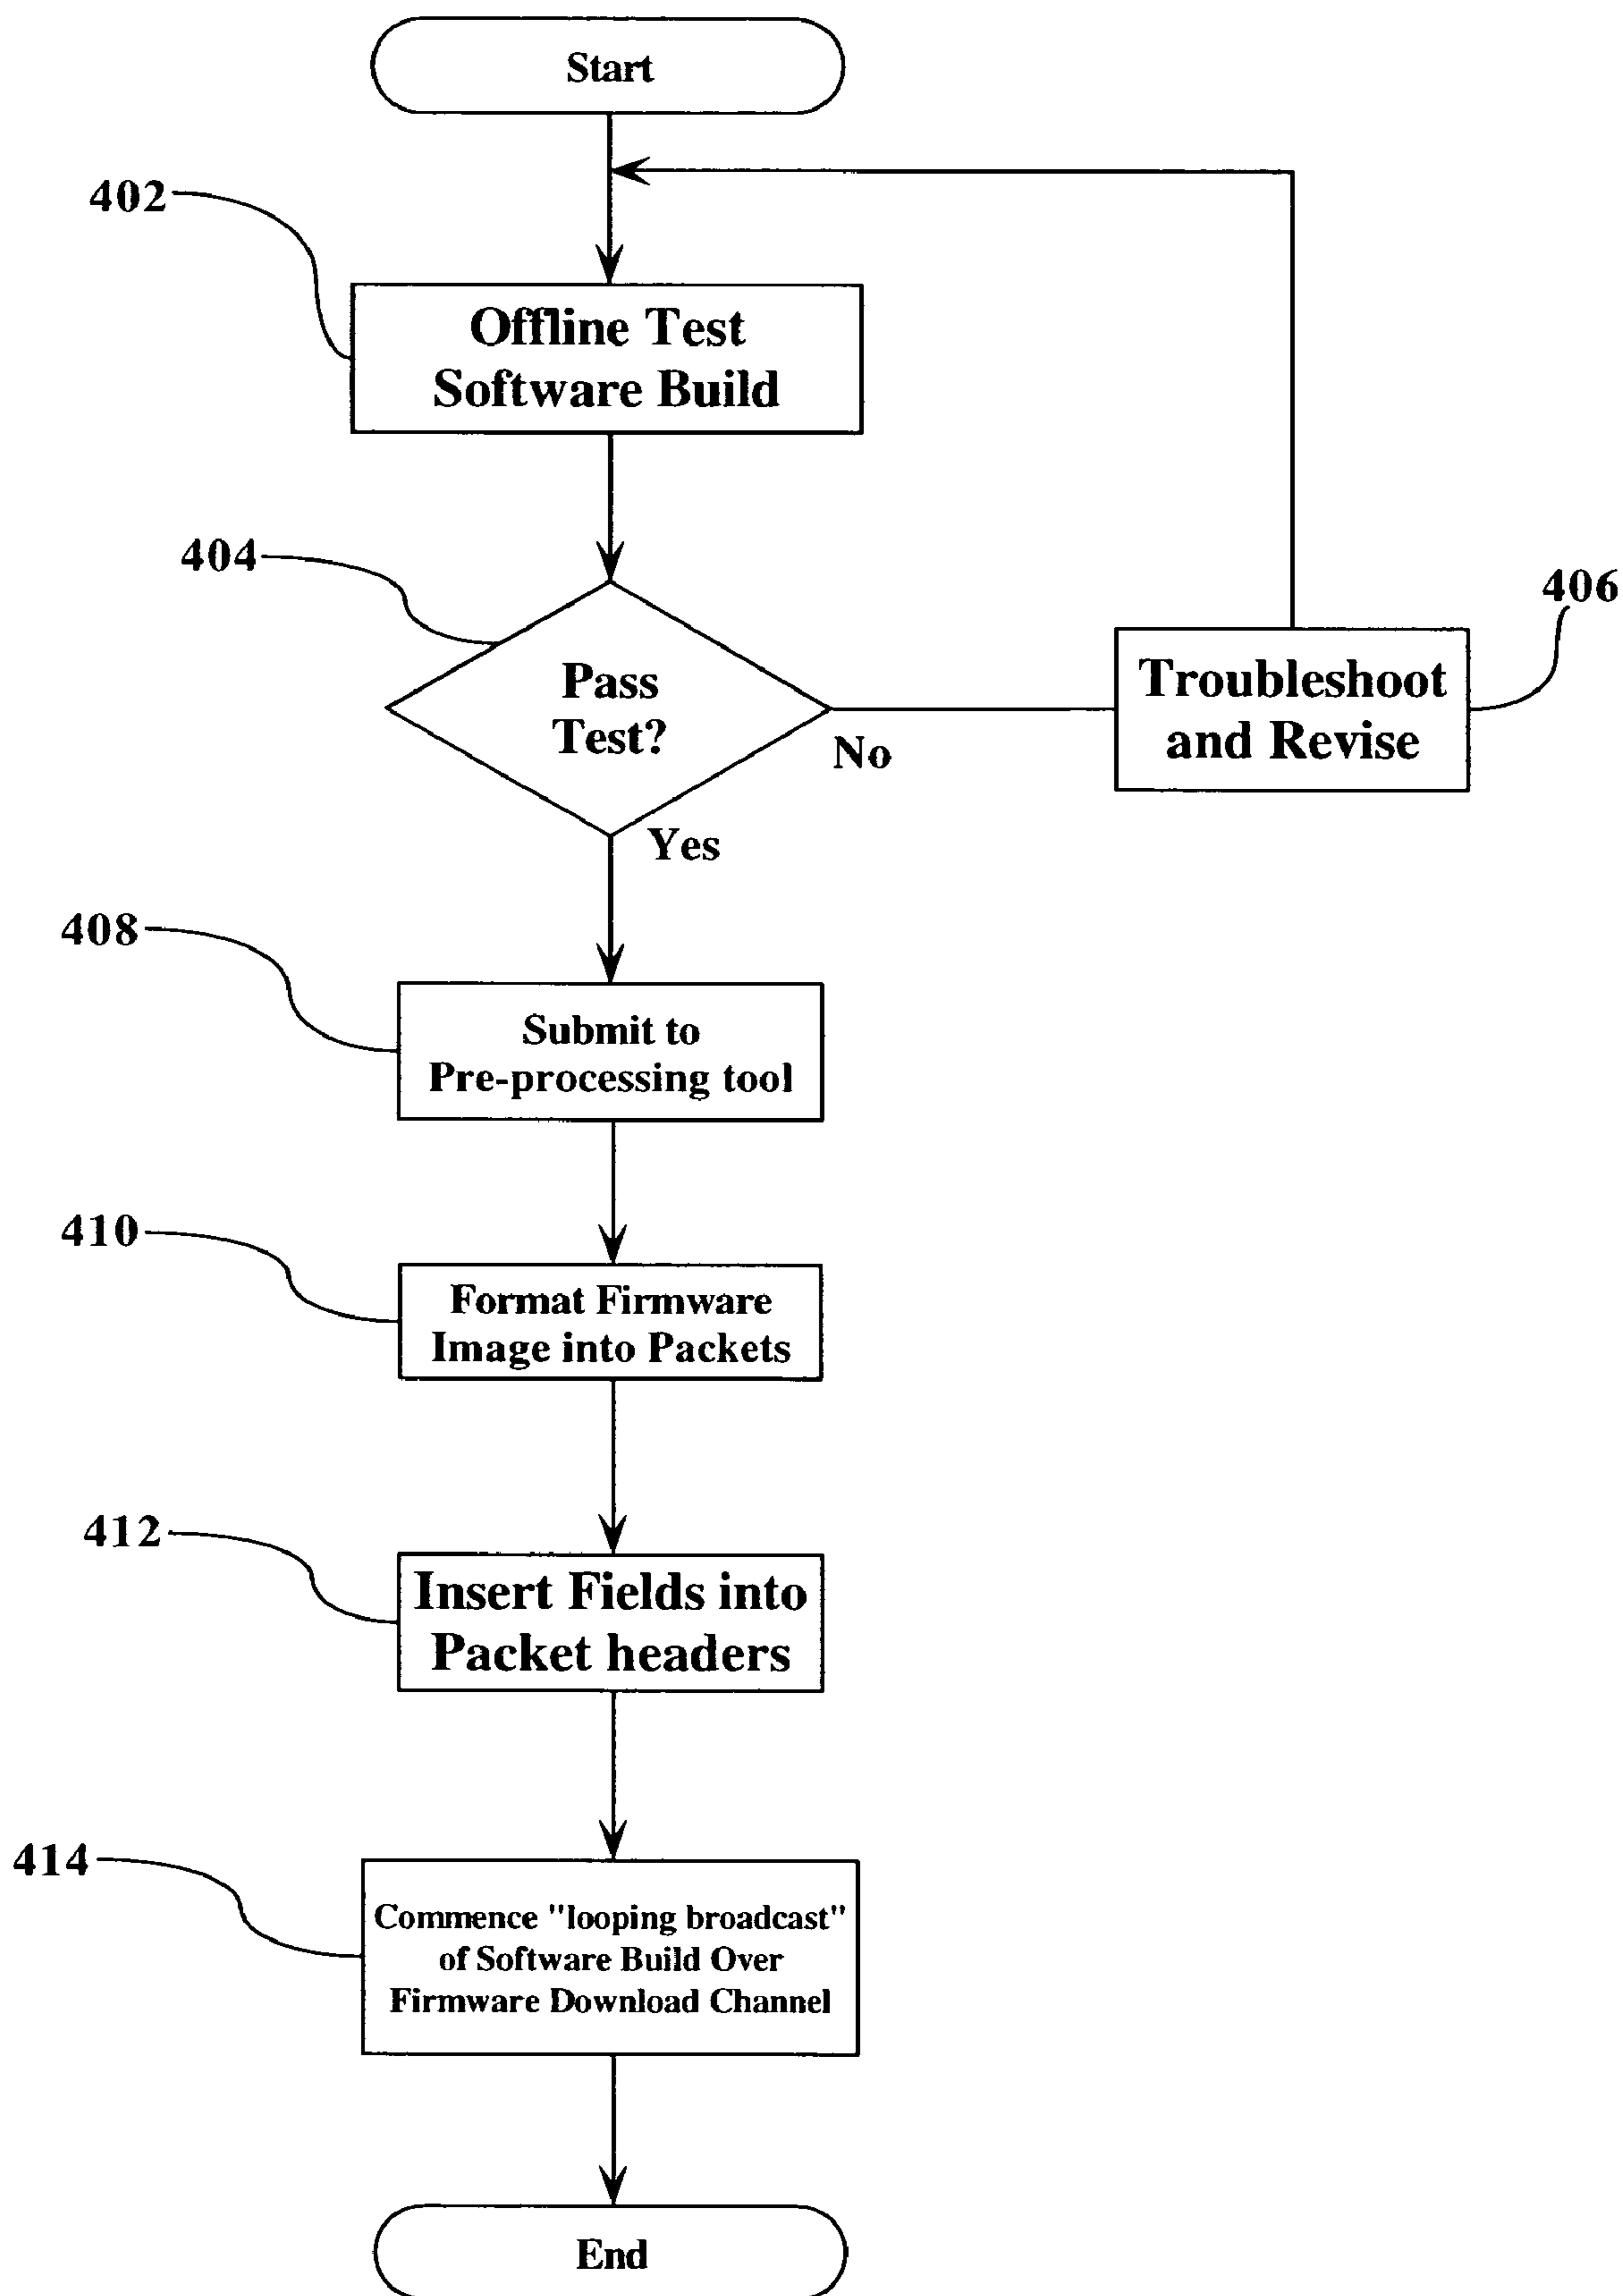 Start
402
Offline Test
Software Build
404
Pass
Test?
No
Yes
406
Troubleshoot
and Revise
408
Submit to
Pre-processing tool
410
Format Firmware
Image into Packets
412
Insert Fields into
Packet headers
414
Commence "looping broadcast"
of Software Build Over
Firmware Download Channel
End